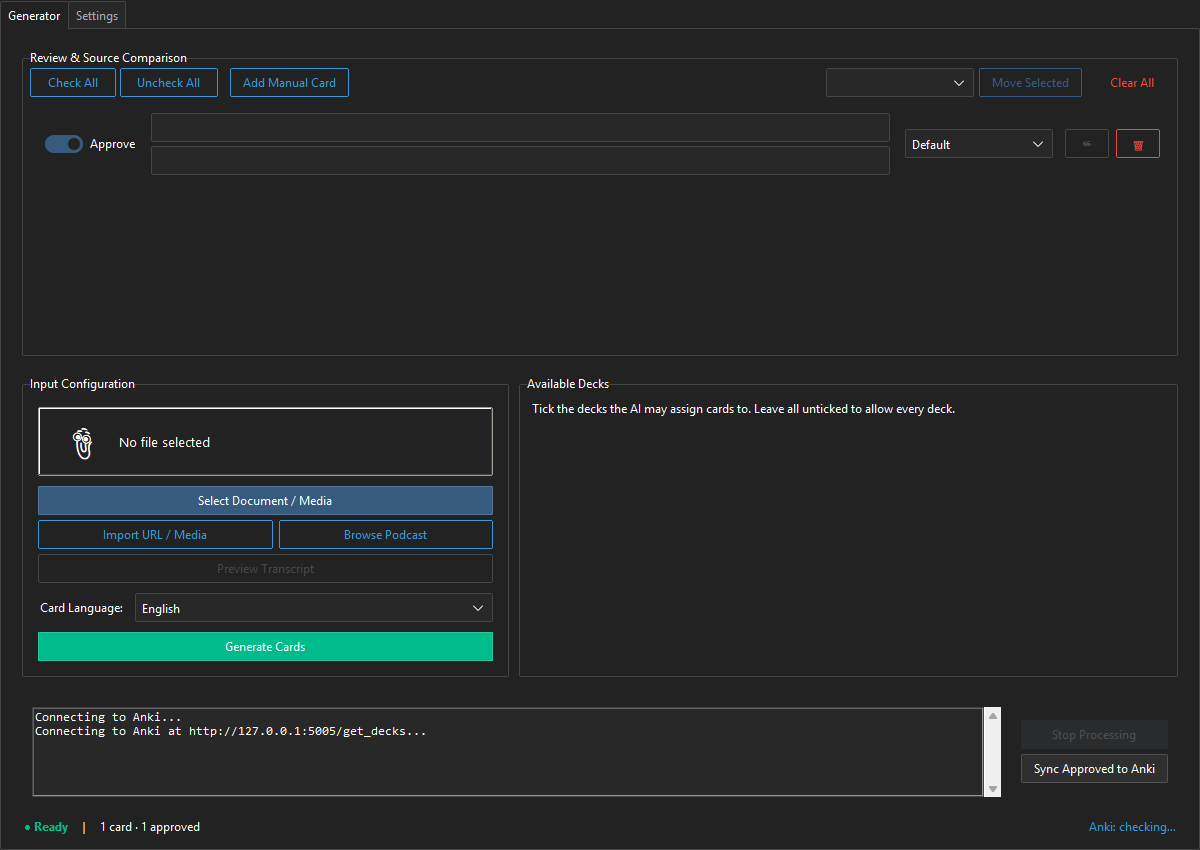 Generator Settings
Review & Source Comparison
Check All Uncheck All Add Manual Card Move Selected Clear All
Approve Default
Input Configuration
No file selected
Select Document / Media
Import URL / Media Browse Podcast
Preview Transcript
Card Language: English
Generate Cards
Available Decks
Tick the decks the AI may assign cards to. Leave all unticked to allow every deck.
Connecting to Anki...
Connecting to Anki at http://127.0.0.1:5005/get_decks...
Stop Processing
Sync Approved to Anki
• Ready | 1 card · 1 approved Anki: checking...